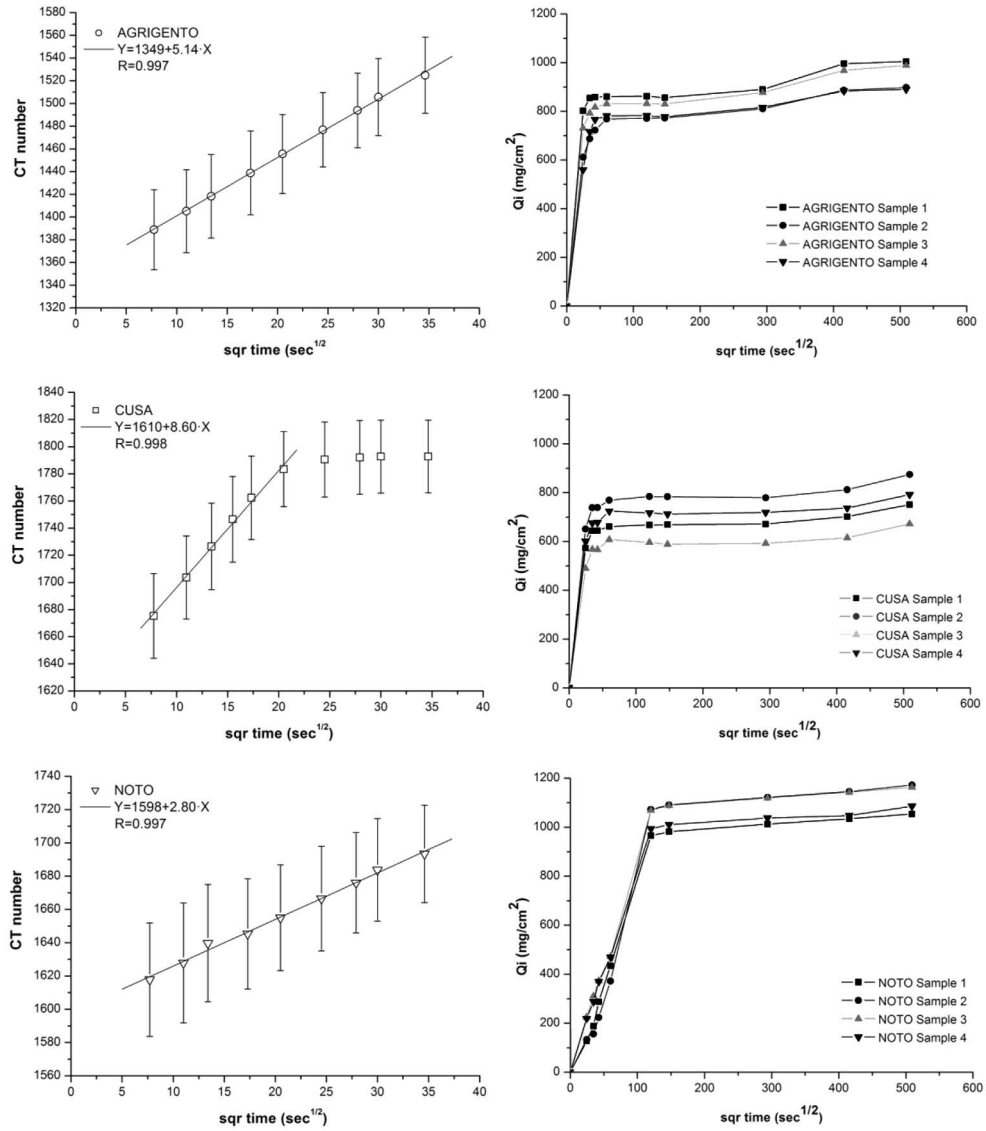 AGRIGENTO
Y=1349+5.14·X
R=0.997
CT number
1580
1560
1540
1520
1500
1480
1460
1440
1420
1400
1380
1360
1340
1320
0 5 10 15 20 25 30 35 40
sqr time (sec1/2
Qi (mg/cm2)
1200
1000
800
600
400
200
0
AGRIGENTO Sample 1
AGRIGENTO Sample 2
AGRIGENTO Sample 3
AGRIGENTO Sample 4
0 100 200 300 400 500 600
sqr time (sec1/2)
CUSA
Y=1610+8.60·X
R=0.998
CT number
1840
1820
1800
1780
1760
1740
1720
1700
1680
1660
1640
1620
0 5 10 15 20 25 30 35 40
sqr time (sec1/2)
Qi (mg/cm2)
1200
1000
800
600
400
200
0
CUSA Sample 1
CUSA Sample 2
CUSA Sample 3
CUSA Sample 4
0 100 200 300 400 500 600
sqr time (sec1/2)
NOTO
Y=1598+2.80·X
R=0.997
CT number
1740
1720
1700
1680
1660
1640
1620
1600
1580
1560
0 5 10 15 20 25 30 35 40
sqr time (sec1/2)
Qi (mg/cm2)
1200
1000
800
600
400
200
0
NOTO Sample 1
NOTO Sample 2
NOTO Sample 3
NOTO Sample 4
0 100 200 300 400 500 600
sqr time (sec1/2)